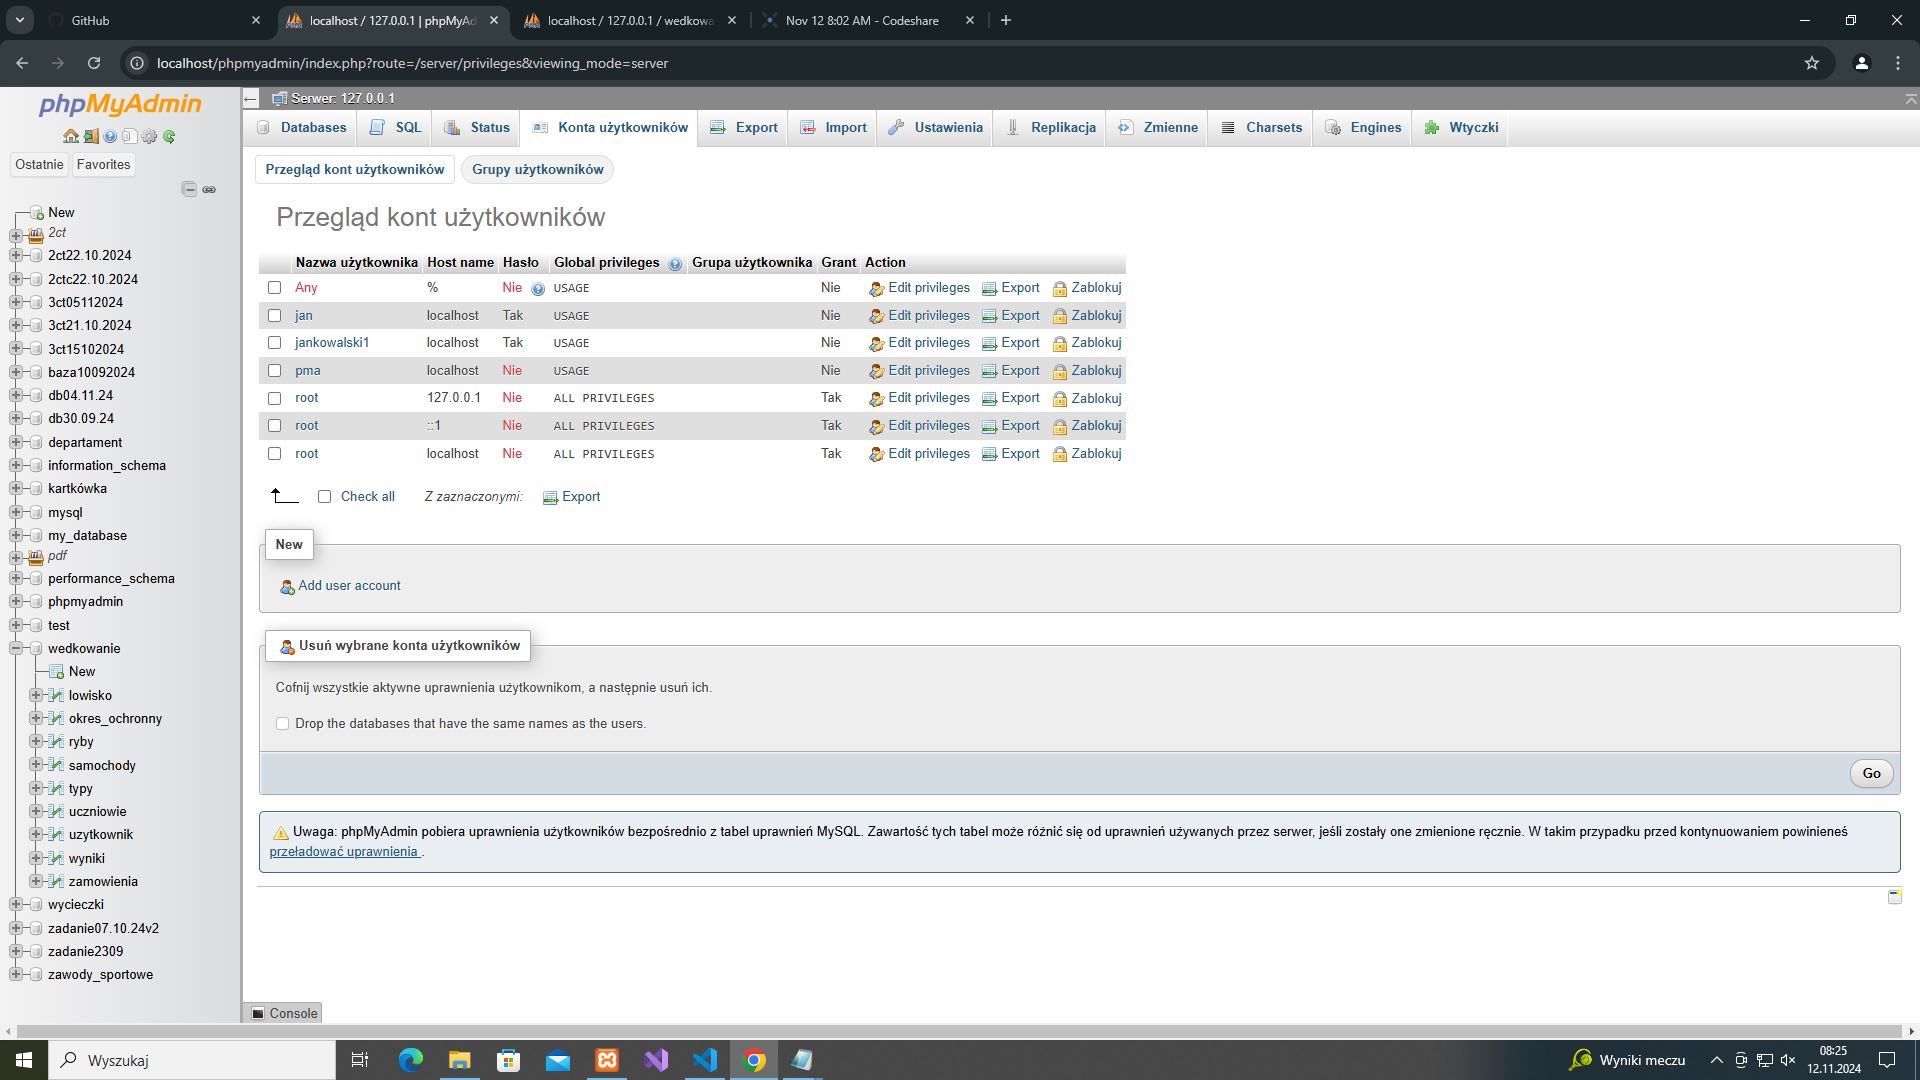 GitHub
localhost / 127.0.0.1 | phpMyAd
localhost / 127.0.0.1 / wedkowa
Nov 12 8:02 AM - Codeshare
localhost/phpmyadmin/index.php?route=/server/privileges&viewing_mode=server
phpMyAdmin
Ostatnie Favorites
New
2ct
2ct22.10.2024
2ctc22.10.2024
3ct05112024
3ct21.10.2024
3ct15102024
baza10092024
db04.11.24
db30.09.24
departament
information_schema
kartkówka
mysql
my_database
pdf
performance_schema
phpmyadmin
test
wedkowanie
New
lowisko
okres_ochronny
ryby
samochody
typy
uczniowie
uzytkownik
wyniki
zamowienia
wycieczki
zadanie07.10.24v2
zadanie2309
zawody_sportowe
Serwer: 127.0.0.1
Databases SQL Status Konta użytkowników Export Import Ustawienia Replikacja Zmienne Charsets Engines Wtyczki
Przegląd kont użytkowników Grupy użytkowników
Przegląd kont użytkowników
Nazwa użytkownika Host name Hasło Global privileges Grupa użytkownika Grant Action
Any % Nie USAGE Nie Edit privileges Export Zablokuj
jan localhost Tak USAGE Nie Edit privileges Export Zablokuj
jankowalski1 localhost Tak USAGE Nie Edit privileges Export Zablokuj
pma localhost Nie USAGE Nie Edit privileges Export Zablokuj
root 127.0.0.1 Nie ALL PRIVILEGES Tak Edit privileges Export Zablokuj
root ::1 Nie ALL PRIVILEGES Tak Edit privileges Export Zablokuj
root localhost Nie ALL PRIVILEGES Tak Edit privileges Export Zablokuj
Check all Z zaznaczonymi: Export
New
Add user account
Usuń wybrane konta użytkowników
Cofnij wszystkie aktywne uprawnienia użytkownikom, a następnie usuń ich.
Drop the databases that have the same names as the users.
Go
Uwaga: phpMyAdmin pobiera uprawnienia użytkowników bezpośrednio z tabel uprawnień MySQL. Zawartość tych tabel może różnić się od uprawnień używanych przez serwer, jeśli zostały one zmienione ręcznie. W takim przypadku przed kontynuowaniem powinieneś
przeładować uprawnienia .
Console
Wyszukaj
Wyniki meczu
08:25
12.11.2024